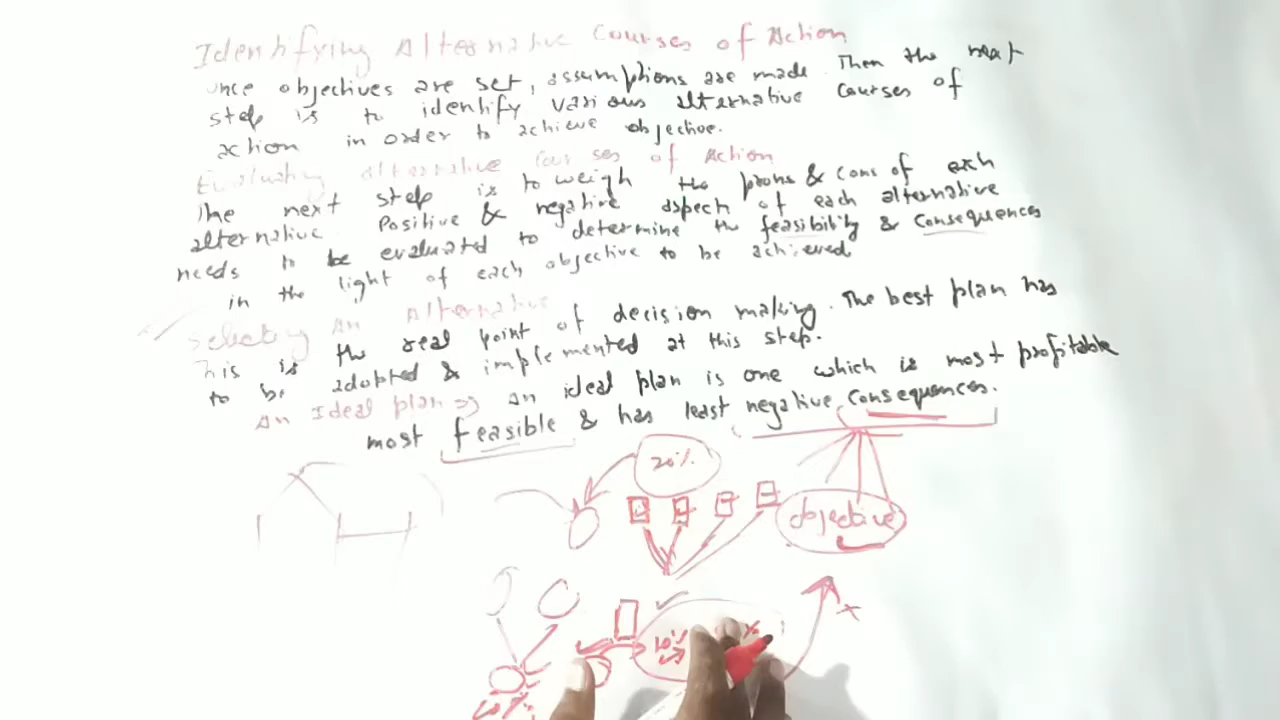 Identifying Alternative Courses of Action
once objectives are set, assumptions are made. Then the next
step is to identify various alternative courses of
action in order to achieve objective.
Evaluating alternative Courses of Action
The next step is to weigh the prons & cons of each
alternative. Positive & negative aspect of each alternative
needs to be evaluated to determine the feasibility & consequences
in the light of each objective to be achieved
Selecting An Alternative
This is the real point of decision making. The best plan has
to be adopted & implemented at this step.
An Ideal plan => an ideal plan is one which is most profitable
most feasible & has least negative consequences.
20%
objective
10%